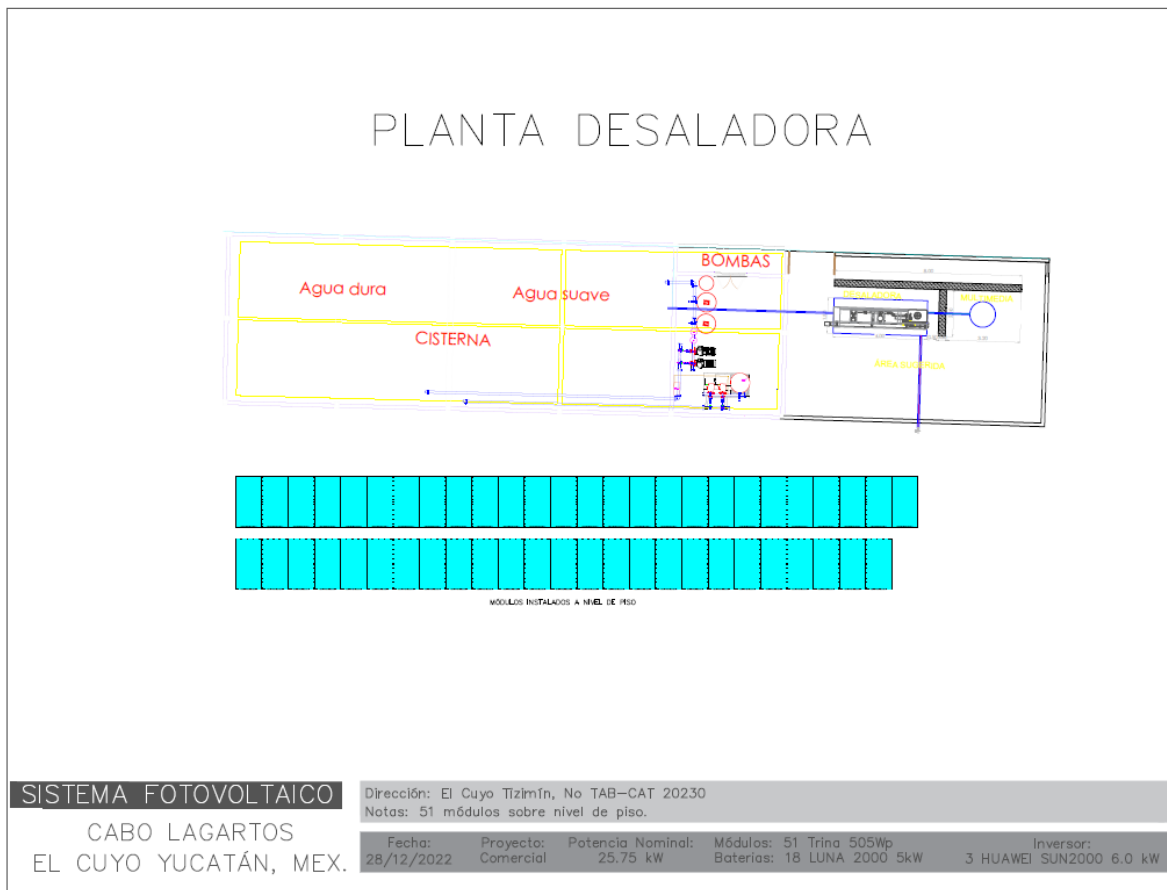 PLANTA DESALADORA
BOMBAS
Agua dura
Agua suave
CISTERNA
DESALADORA
MULTIMEDIA
AREA SUGERIDA
MÓDULOS INSTALADOS A NIVEL DE PISO
SISTEMA FOTOVOLTAICO
CABO LAGARTOS
EL CUYO YUCATÁN, MEX.
Dirección: El Cuyo Tizimín, No TAB-CAT 20230
Notas: 51 módulos sobre nivel de piso.
Fecha:
28/12/2022
Proyecto:
Comercial
Potencia Nominal:
25.75 kW
Módulos: 51 Trina 505Wp
Baterias: 18 LUNA 2000 5kW
Inversor:
3 HUAWEI SUN2000 6.0 kW